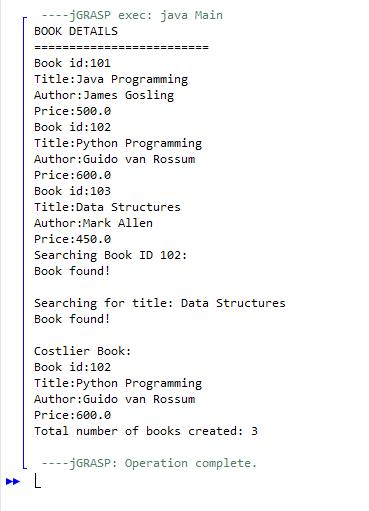 ----jGRASP exec: java Main
BOOK DETAILS
=========================
Book id:101
Title:Java Programming
Author:James Gosling
Price:500.0
Book id:102
Title:Python Programming
Author:Guido van Rossum
Price:600.0
Book id:103
Title:Data Structures
Author:Mark Allen
Price:450.0
Searching Book ID 102:
Book found!
Searching for title: Data Structures
Book found!
Costlier Book:
Book id:102
Title:Python Programming
Author:Guido van Rossum
Price:600.0
Total number of books created: 3
----jGRASP: Operation complete.